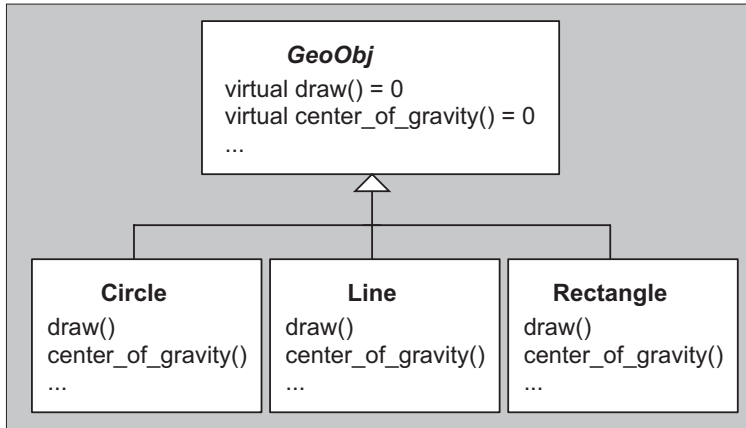 GeoObj
virtual draw() = 0
virtual center_of_gravity() = 0
...
Circle
draw()
center_of_gravity()
...
Line
draw()
center_of_gravity()
...
Rectangle
draw()
center_of_gravity()
...